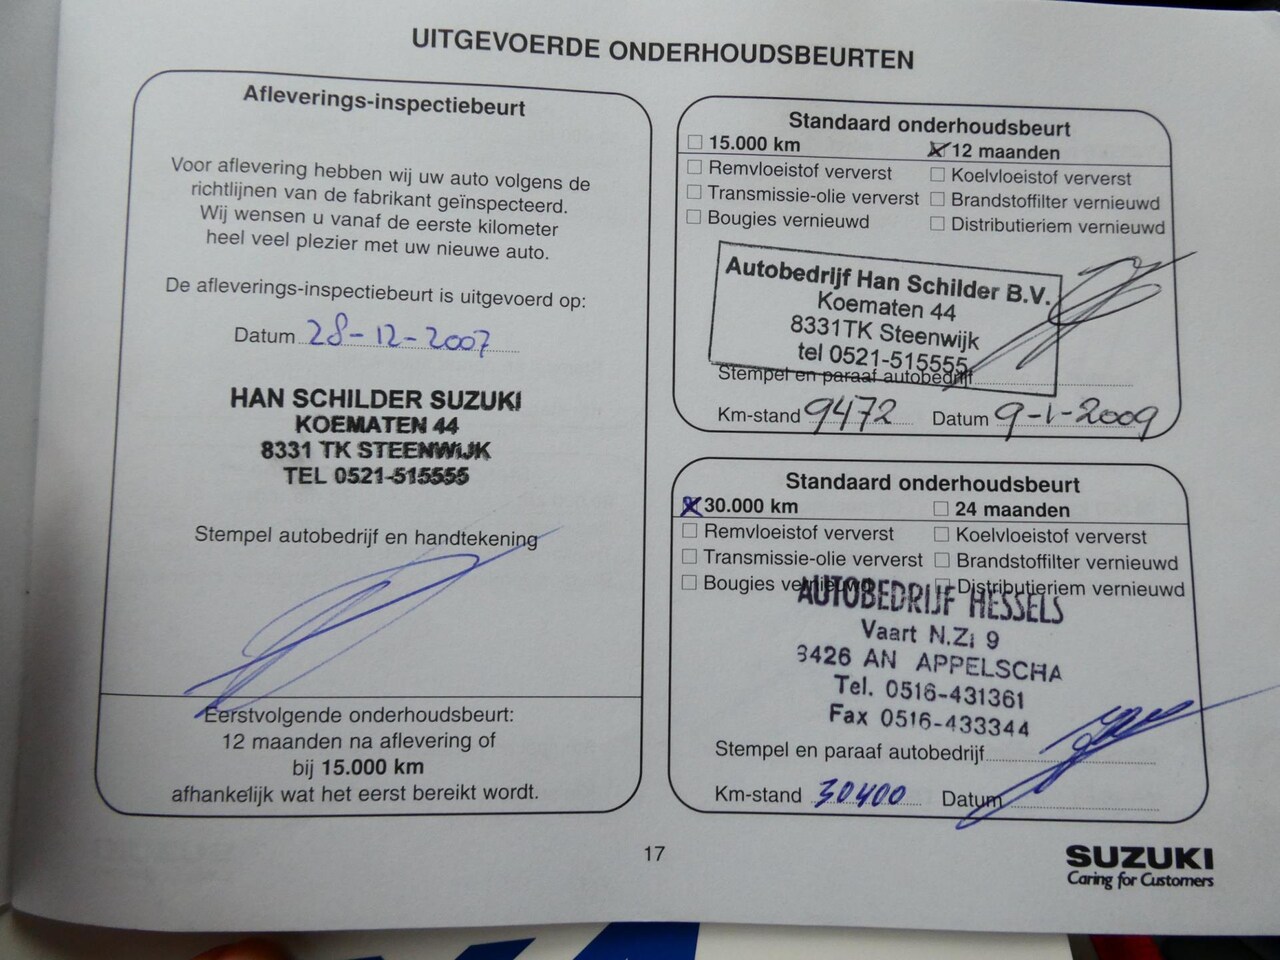 UITGEVOERDE ONDERHOUDSBEURTEN
Afleverings-inspectiebeurt
Voor aflevering hebben wij uw auto volgens de
richtlijnen van de fabrikant geïnspecteerd.
Wij wensen u vanaf de eerste kilometer
heel veel plezier met uw nieuwe auto.
De afleverings-inspectiebeurt is uitgevoerd op:
Datum 28-12-2007
HAN SCHILDER SUZUKI
KOEMATEN 44
8331 TK STEENWIJK
TEL 0521-515555
Stempel autobedrijf en handtekening
Eerstvolgende onderhoudsbeurt:
12 maanden na aflevering of
bij 15.000 km
afhankelijk wat het eerst bereikt wordt.
Standaard onderhoudsbeurt
15.000 km 12 maanden
Remvloeistof ververst Koelvloeistof ververst
Transmissie-olie ververst Brandstoffilter vernieuwd
Bougies vernieuwd Distributieriem vernieuwd
Autobedrijf Han Schilder B.V.
Koematen 44
8331TK Steenwijk
tel 0521-515555
Stempel en paraaf autobedrijf
Km-stand 9472 Datum 9-1-2009
Standaard onderhoudsbeurt
30.000 km 24 maanden
Remvloeistof ververst Koelvloeistof ververst
Transmissie-olie ververst Brandstoffilter vernieuwd
Bougies vernieuwd Distributieriem vernieuwd
AUTOBEDRIJF HESSELS
Vaart N.Zi 9
8426 AN APPELSCHA
Tel. 0516-431361
Fax 0516-433344
Stempel en paraaf autobedrijf
Km-stand 30400 Datum
17
SUZUKI
Caring for Customers